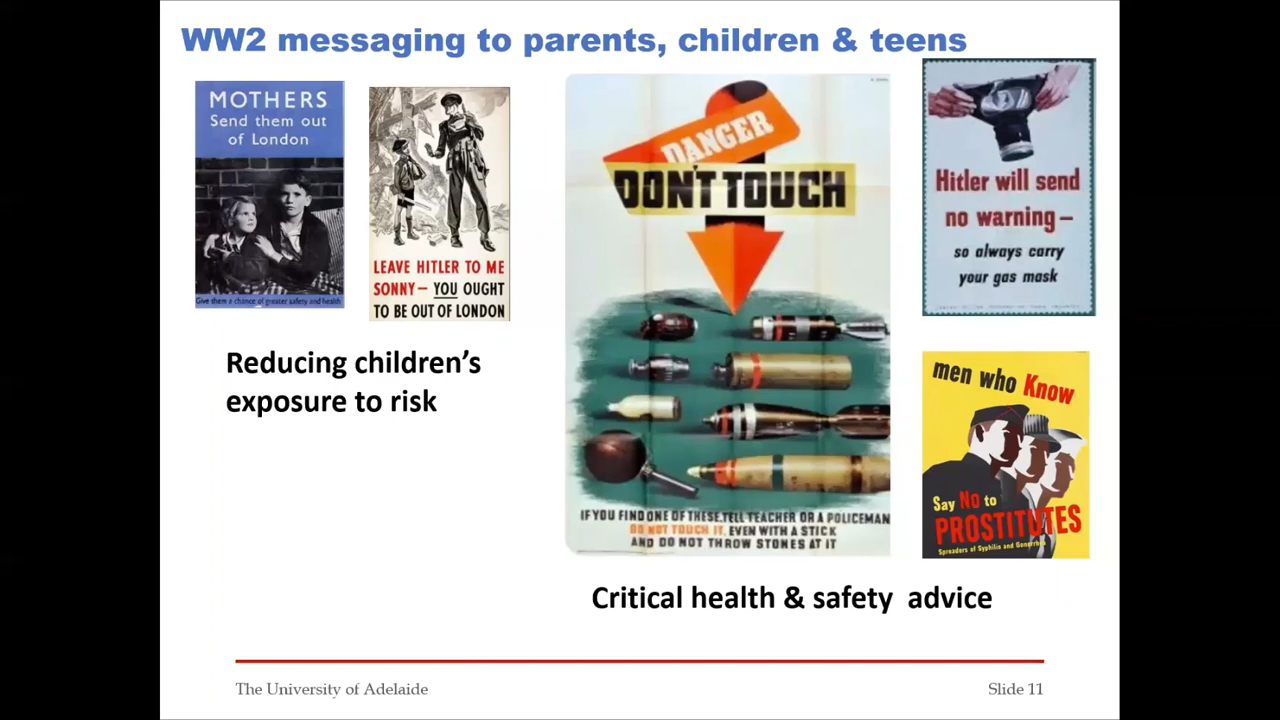 WW2 messaging to parents, children & teens
MOTHERS
Send them out
of London
Give them a chance of greater safety and health
LEAVE HITLER TO ME
SONNY – YOU OUGHT
TO BE OUT OF LONDON
Reducing children's
exposure to risk
DANGER
DON'T TOUCH
IF YOU FIND ONE OF THESE, TELL TEACHER OR A POLICEMAN
DO NOT TOUCH IT, EVEN WITH A STICK
AND DO NOT THROW STONES AT IT
Hitler will send
no warning –
so always carry
your gas mask
men who Know
Say No to
PROSTITUTES
Spreaders of Syphilis and Gonorrhea
Critical health & safety advice
The University of Adelaide
Slide 11